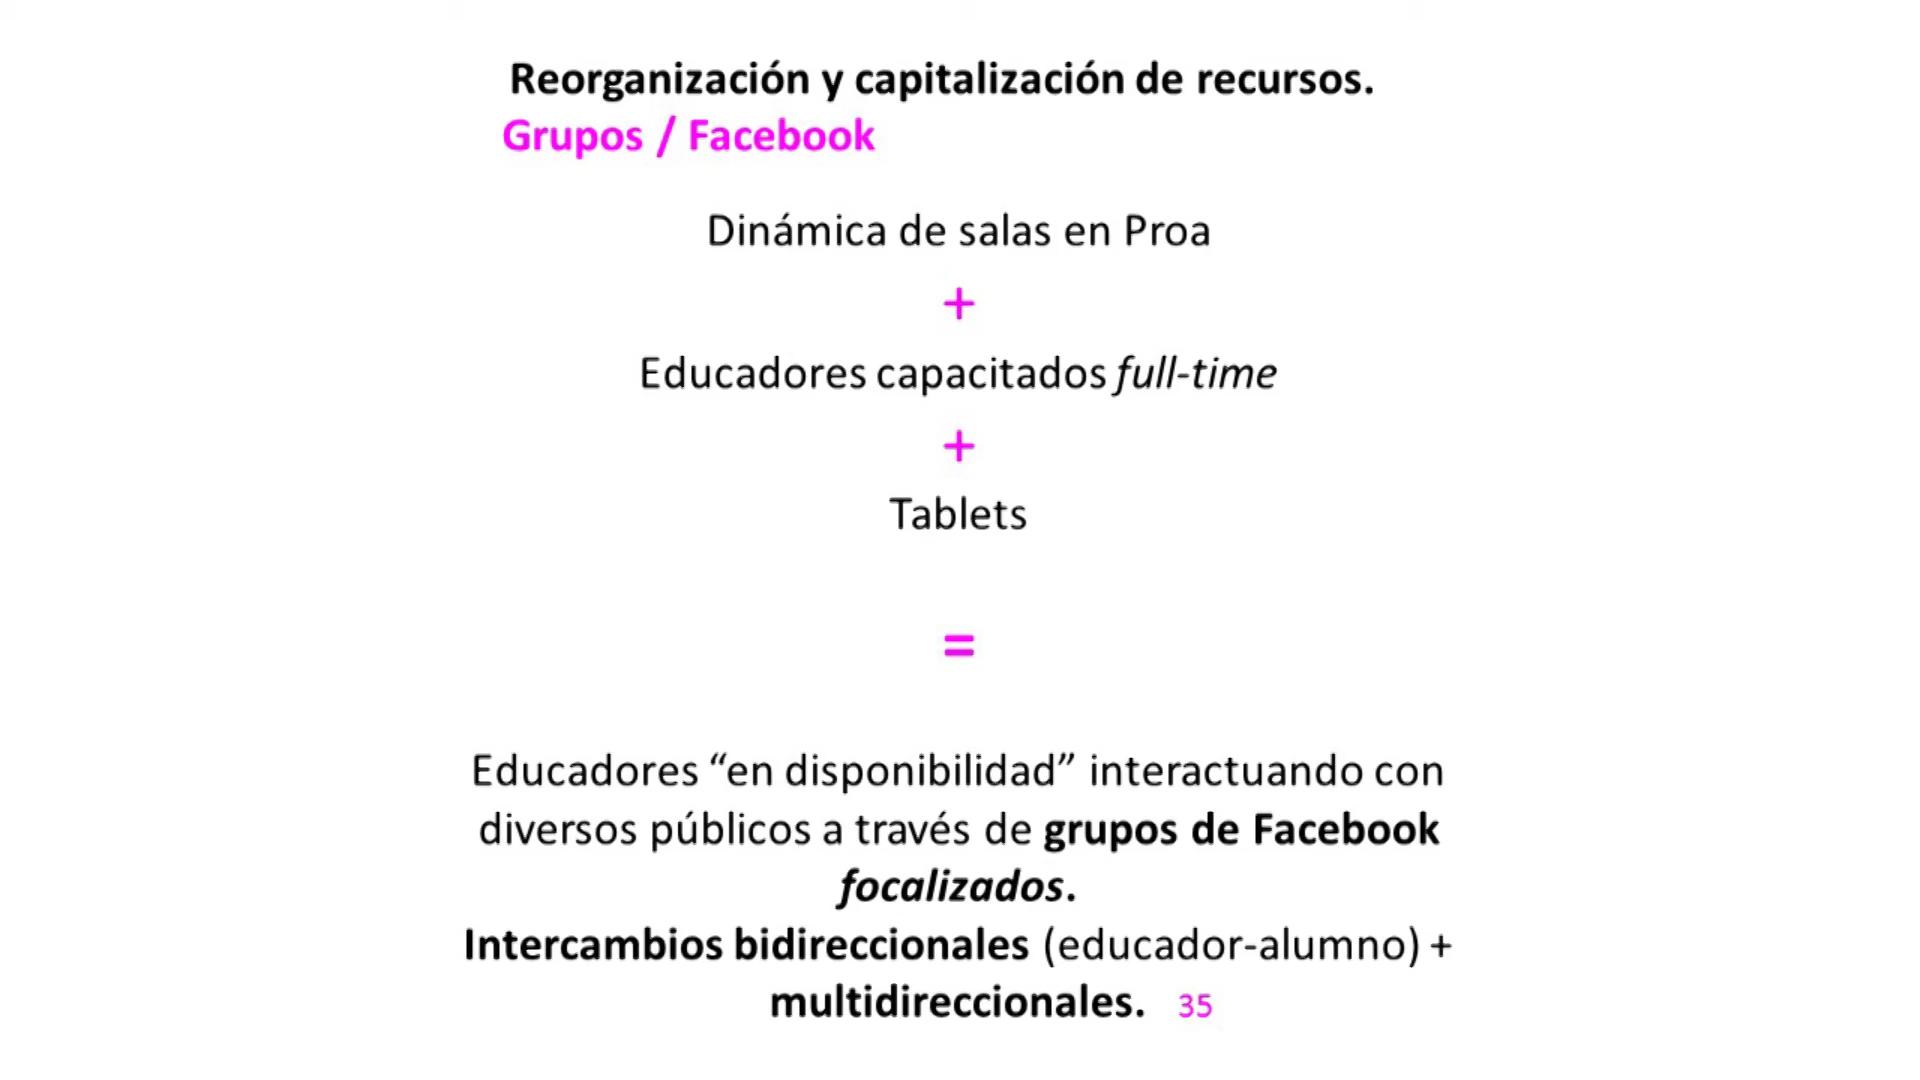 Reorganización y capitalización de recursos.
Grupos / Facebook
Dinámica de salas en Proa
+
Educadores capacitados full-time
+
Tablets
=
Educadores “en disponibilidad” interactuando con
diversos públicos a través de grupos de Facebook
focalizados.
Intercambios bidireccionales (educador-alumno) +
multidireccionales. 35